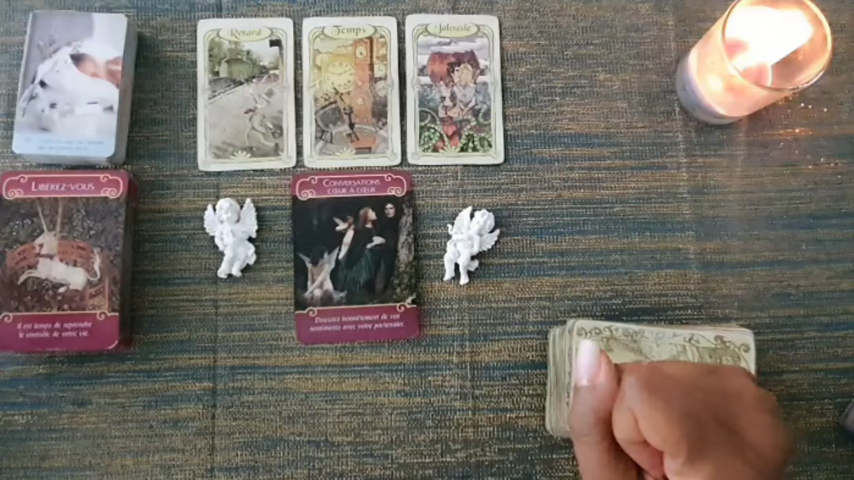 Retard
Temps
Jalousie
LIBÉREZ-VOUS
Il est temps de reprendre
le contrôle de votre vie.
CONVERSATIONS
CŒUR À CŒUR
Discutez honnêtement de vos
sentiments avec votre partenaire.